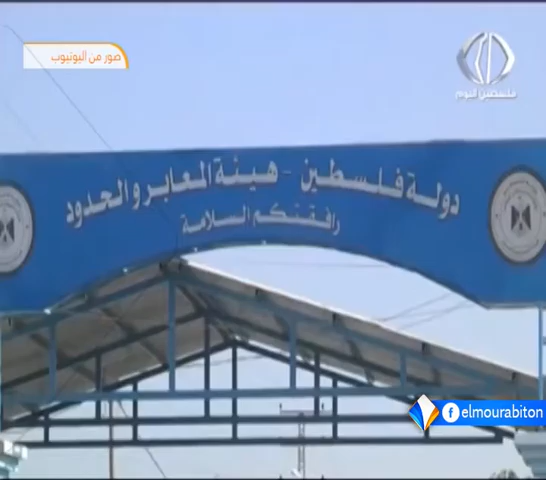 صور من اليوتيوب
فلسطين اليوم
دولة فلسطين - هيئة المعابر والحدود
رافقتكم السلامة
elmourabiton